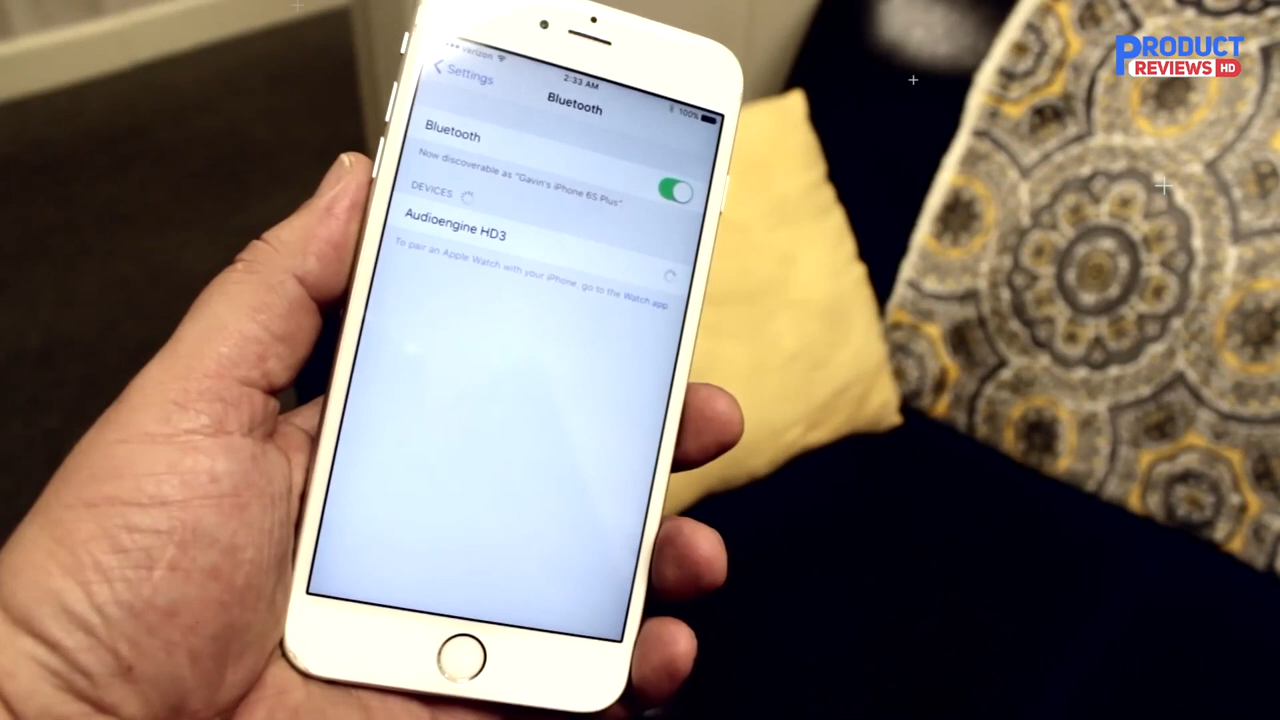 PRODUCT
REVIEWS HD
verizon
2:33 AM
100%
Settings
Bluetooth
Bluetooth
Now discoverable as "Gavin's iPhone 6S Plus"
DEVICES
Audioengine HD3
To pair an Apple Watch with your iPhone, go to the Watch app